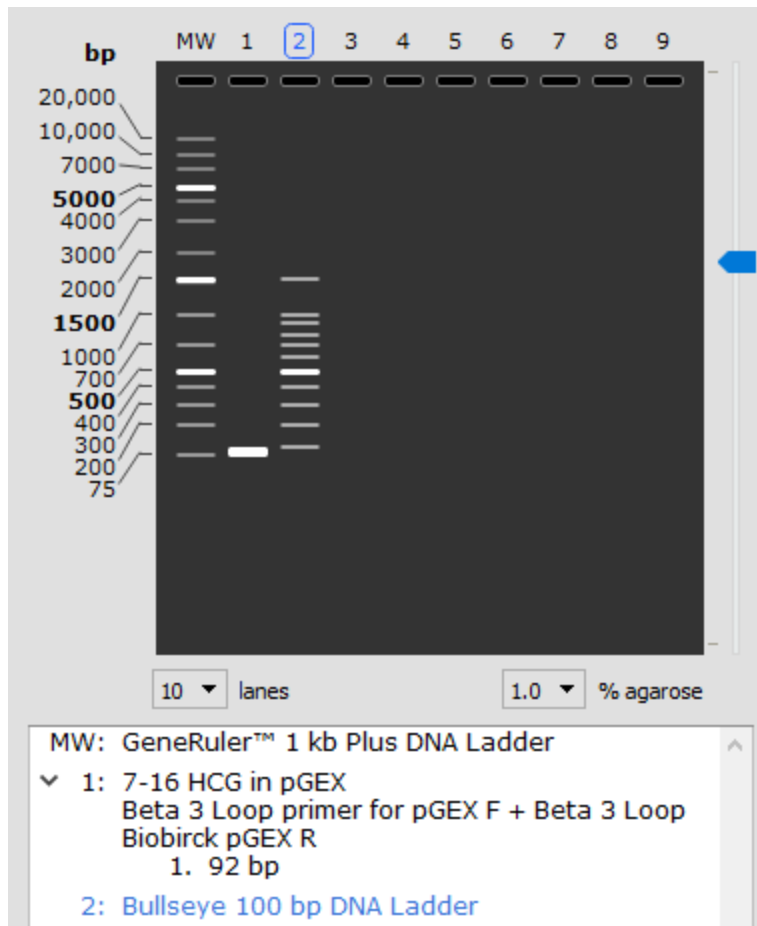 bp
MW 1 2 3 4 5 6 7 8 9
20,000
10,000
7000
5000
4000
3000
2000
1500
1000
700
500
400
300
200
75
10 lanes 1.0 % agarose
MW: GeneRuler™ 1 kb Plus DNA Ladder
1: 7-16 HCG in pGEX
Beta 3 Loop primer for pGEX F + Beta 3 Loop
Biobirck pGEX R
1. 92 bp
2: Bullseye 100 bp DNA Ladder